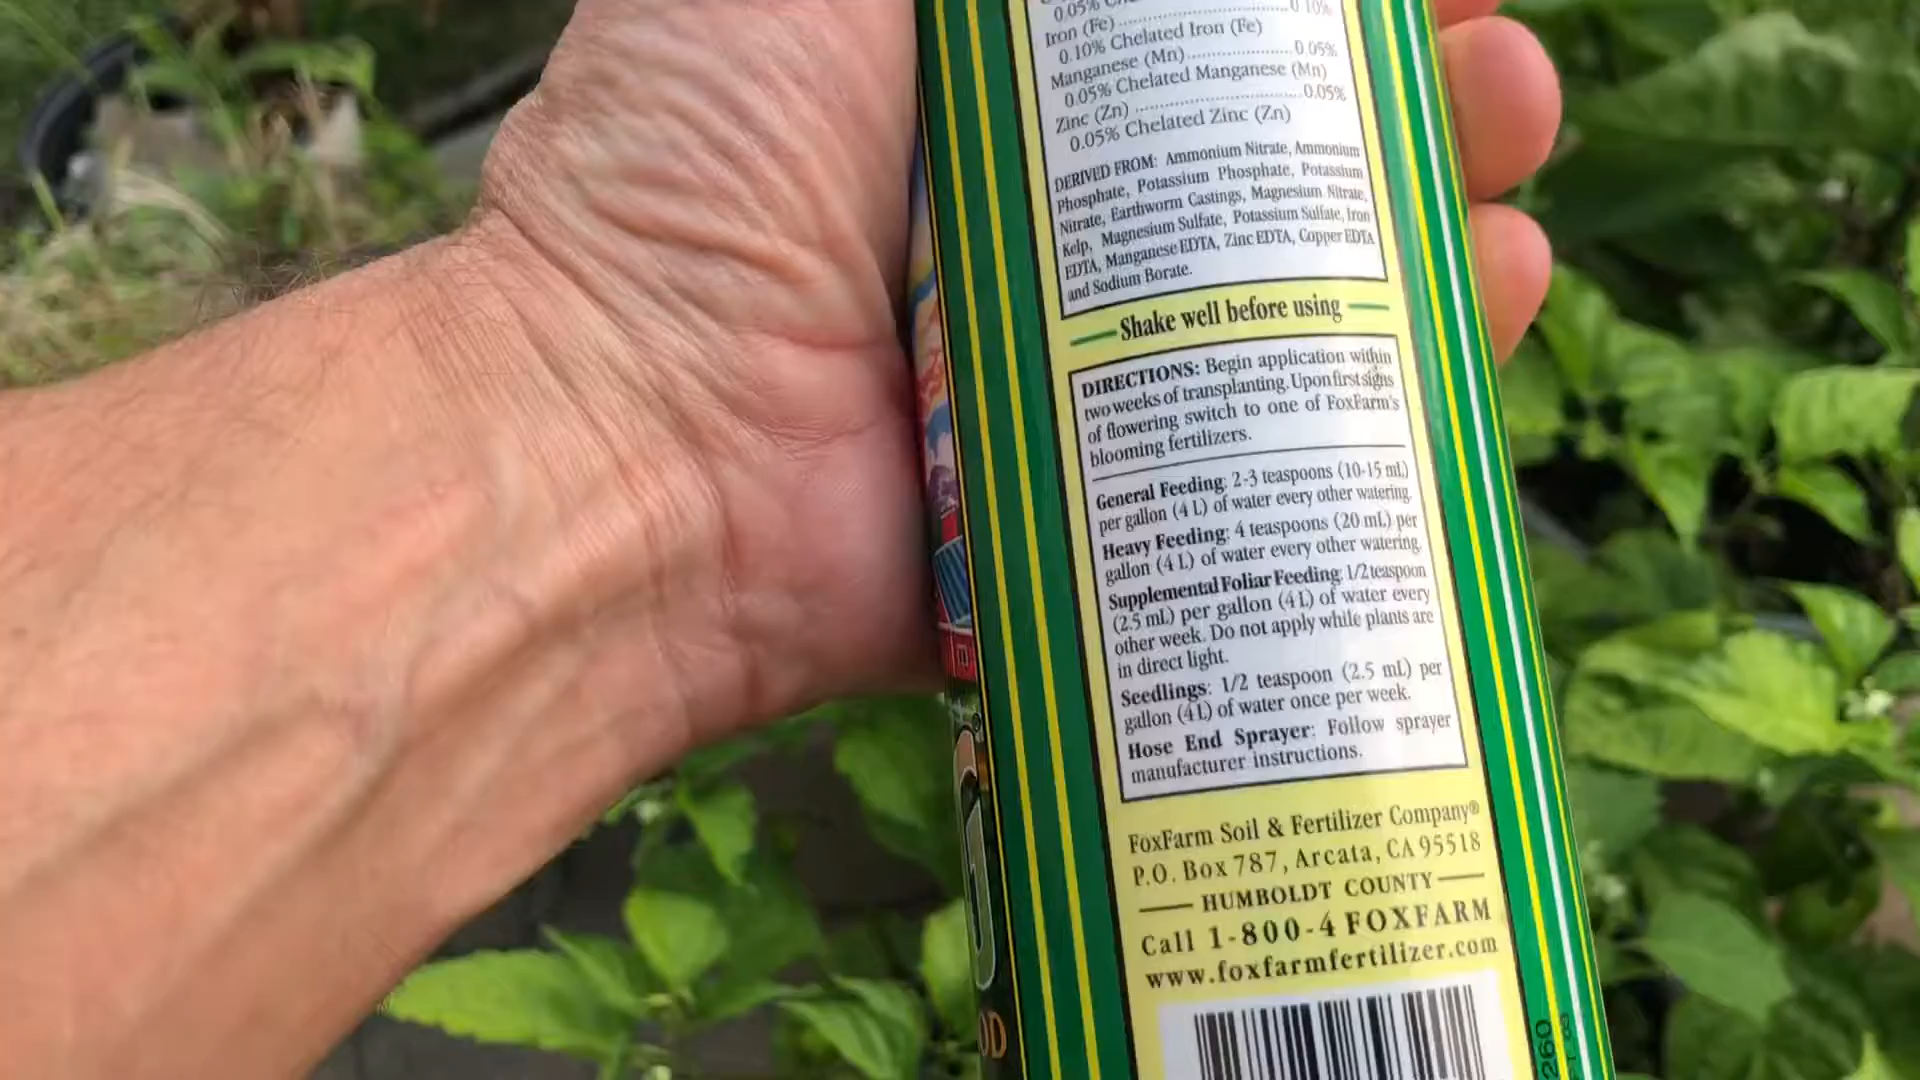 0.05%
Iron (Fe) ........................ 0.10%
0.10% Chelated Iron (Fe)
Manganese (Mn) ................ 0.05%
0.05% Chelated Manganese (Mn)
Zinc (Zn) ........................ 0.05%
0.05% Chelated Zinc (Zn)
DERIVED FROM: Ammonium Nitrate, Ammonium
Phosphate, Potassium Phosphate, Potassium
Nitrate, Earthworm Castings, Magnesium Nitrate,
Kelp, Magnesium Sulfate, Potassium Sulfate, Iron
EDTA, Manganese EDTA, Zinc EDTA, Copper EDTA
and Sodium Borate.
Shake well before using
DIRECTIONS: Begin application within
two weeks of transplanting. Upon first signs
of flowering switch to one of FoxFarm's
blooming fertilizers.
General Feeding: 2-3 teaspoons (10-15 mL)
per gallon (4 L) of water every other watering.
Heavy Feeding: 4 teaspoons (20 mL) per
gallon (4 L) of water every other watering.
Supplemental Foliar Feeding: 1/2 teaspoon
(2.5 mL) per gallon (4 L) of water every
other week. Do not apply while plants are
in direct light.
Seedlings: 1/2 teaspoon (2.5 mL) per
gallon (4 L) of water once per week.
Hose End Sprayer: Follow sprayer
manufacturer instructions.
FoxFarm Soil & Fertilizer Company®
P.O. Box 787, Arcata, CA 95518
HUMBOLDT COUNTY
Call 1-800-4 FOXFARM
www.foxfarmfertilizer.com
260